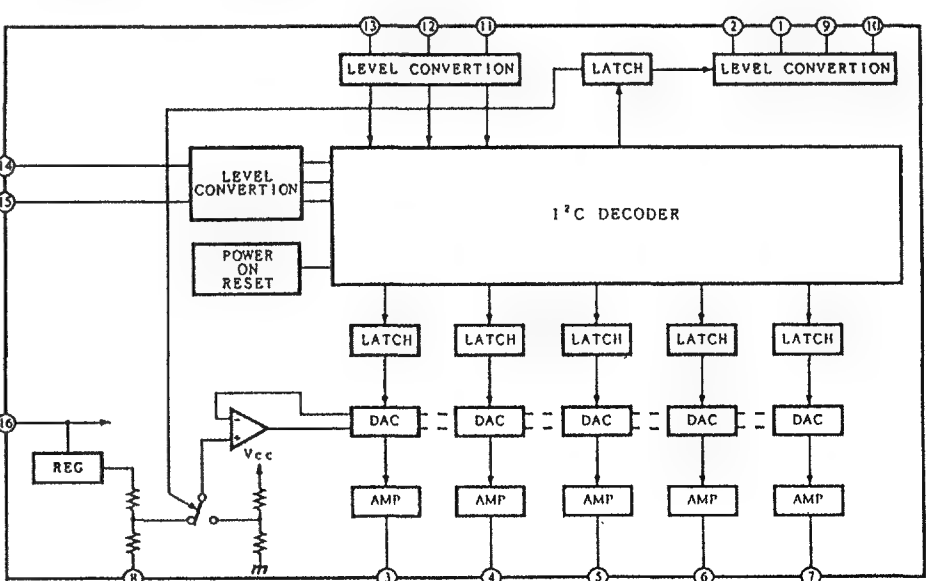 13 12 11 2 1 9 10
LEVEL CONVERTION
LATCH
LEVEL CONVERTION
14
LEVEL
CONVERTION
15
I²C DECODER
POWER
ON
RESET
LATCH LATCH LATCH LATCH LATCH
16
- +
DAC DAC DAC DAC DAC
Vcc
REG
AMP AMP AMP AMP AMP
8 3 4 5 6 7